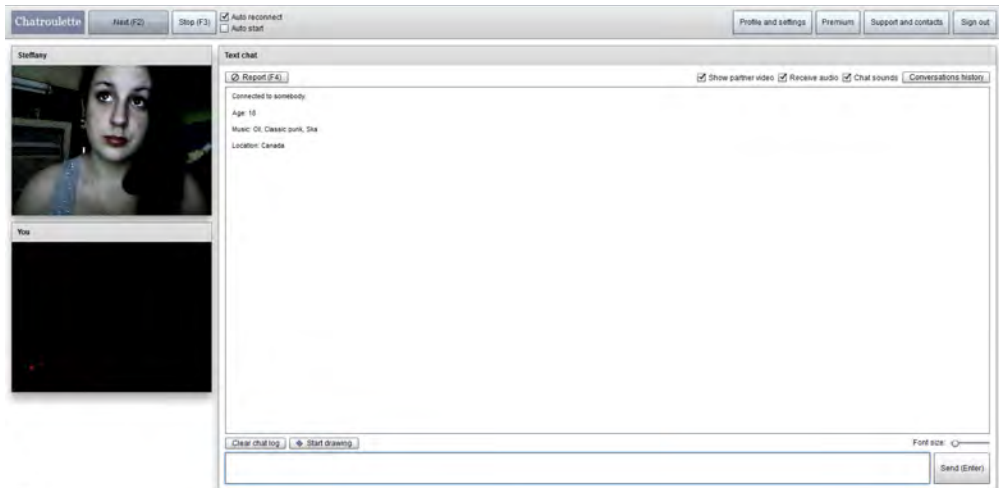 Chatroulette
Next (F2)
Stop (F3)
Auto reconnect
Auto start
Profile and settings
Premium
Support and contacts
Sign out
Steffany
Text chat
Report (F4)
Show partner video
Receive audio
Chat sounds
Conversations history
Connected to somebody.
Age: 18
Music: OI, Classic punk, Ska
Location: Canada
You
Clear chat log
Start drawing
Font size:
Send (Enter)